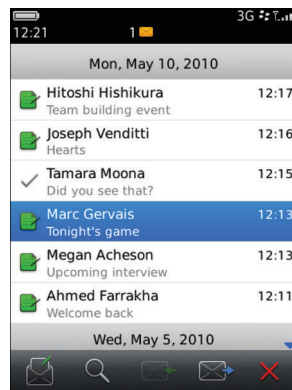 3G
12:21 1
Mon, May 10, 2010
Hitoshi Hishikura 12:17
Team building event
Joseph Venditti 12:16
Hearts
Tamara Moona 12:15
Did you see that?
Marc Gervais 12:13
Tonight's game
Megan Acheson 12:13
Upcoming interview
Ahmed Farrakha 12:11
Welcome back
Wed, May 5, 2010